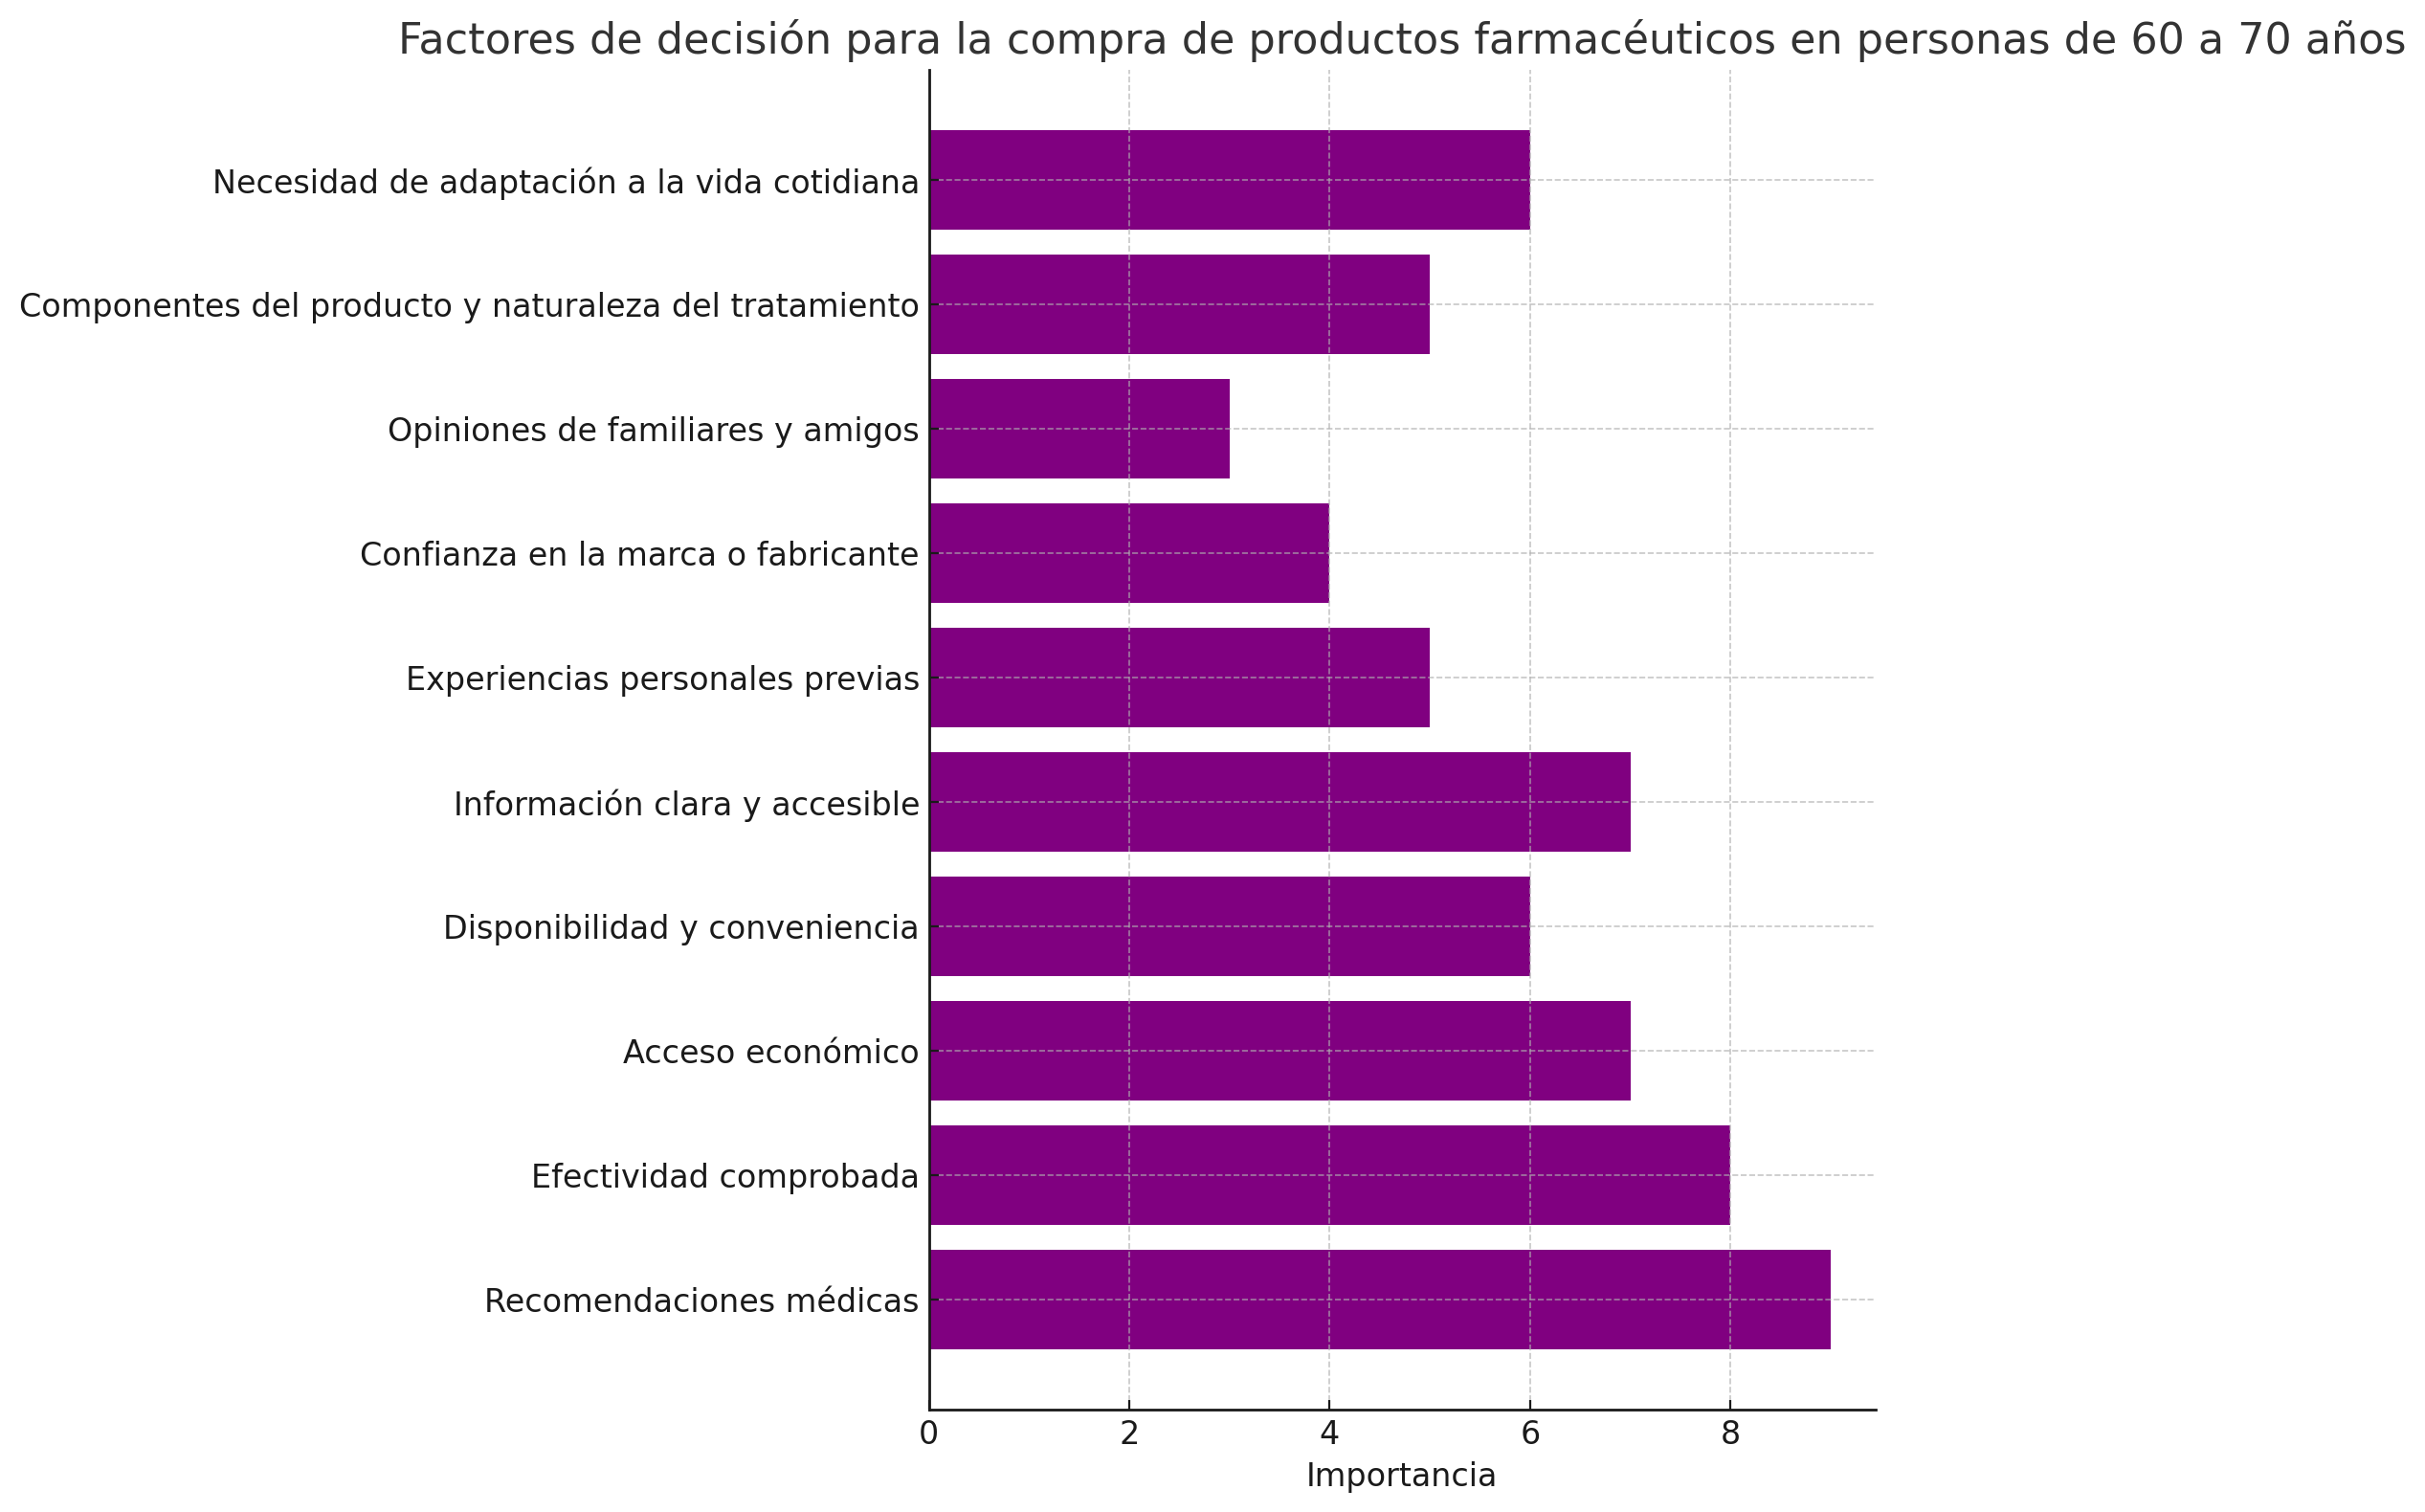 Factores de decisión para la compra de productos farmacéuticos en personas de 60 a 70 años
Necesidad de adaptación a la vida cotidiana
Componentes del producto y naturaleza del tratamiento
Opiniones de familiares y amigos
Confianza en la marca o fabricante
Experiencias personales previas
Información clara y accesible
Disponibilidad y conveniencia
Acceso económico
Efectividad comprobada
Recomendaciones médicas
0 2 4 6 8
Importancia